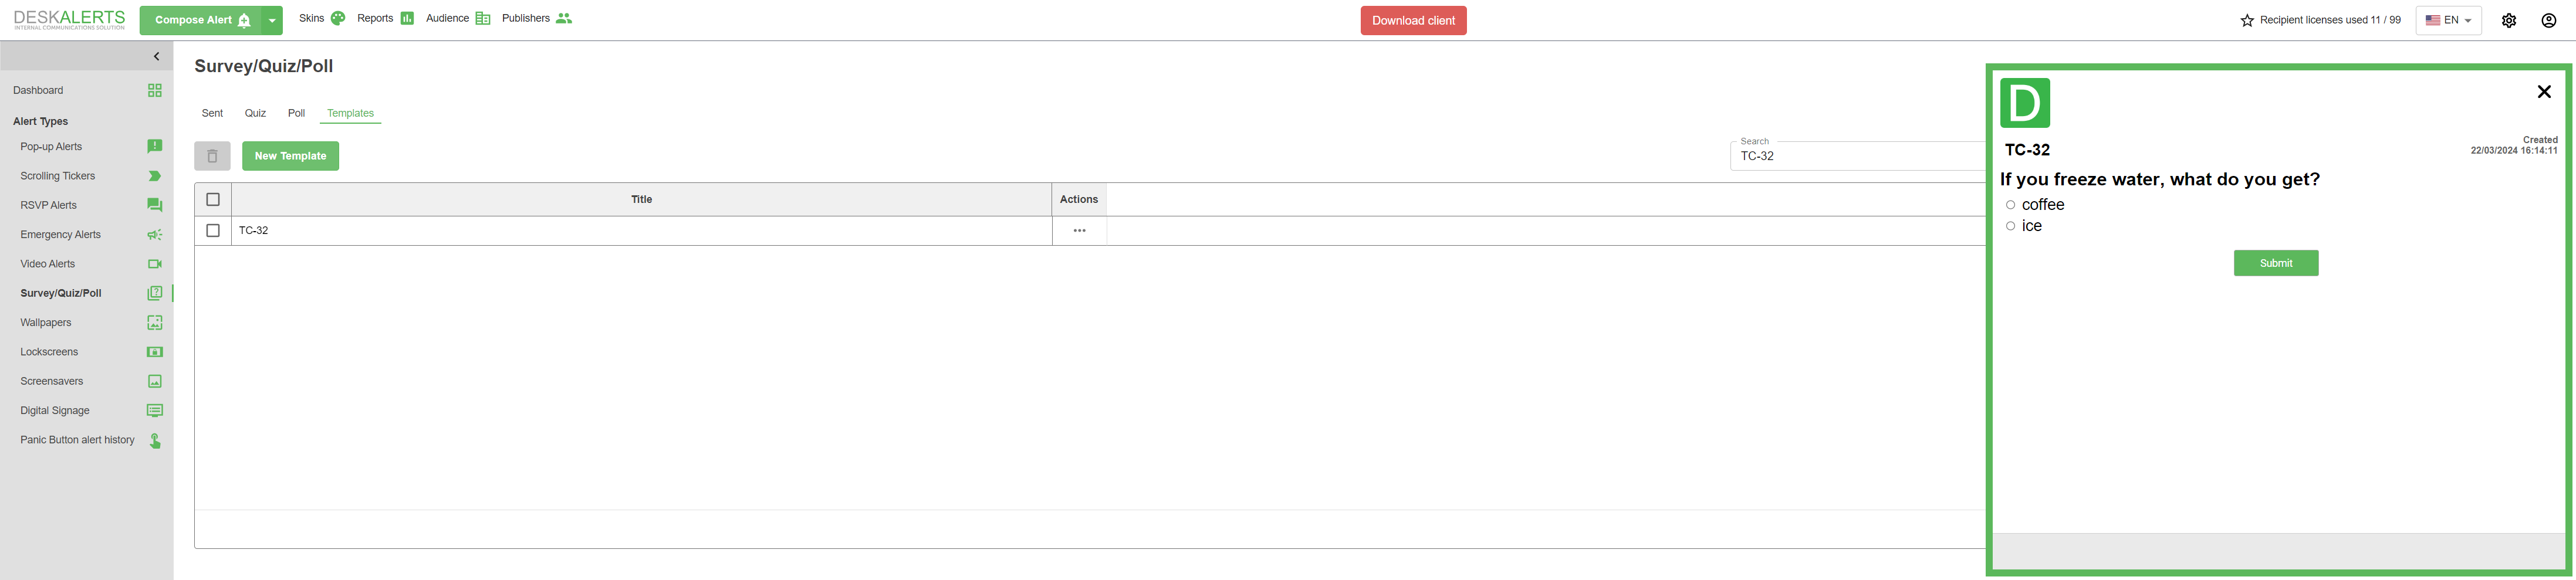 DESKALERTS
INTERNAL COMMUNICATIONS SOLUTION
Compose Alert
Skins
Reports
Audience
Publishers
Download client
Recipient licenses used 11 / 99
EN
Dashboard
Alert Types
Pop-up Alerts
Scrolling Tickers
RSVP Alerts
Emergency Alerts
Video Alerts
Survey/Quiz/Poll
Wallpapers
Lockscreens
Screensavers
Digital Signage
Panic Button alert history
Survey/Quiz/Poll
Sent
Quiz
Poll
Templates
New Template
Search
TC-32
Title
Actions
TC-32
D
Created
22/03/2024 16:14:11
TC-32
If you freeze water, what do you get?
coffee
ice
Submit